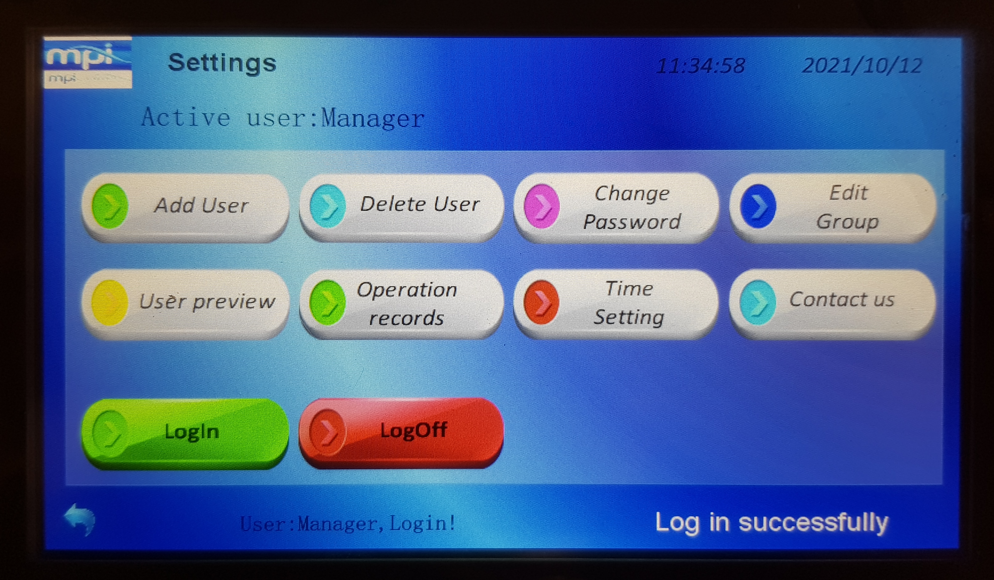 mpi
Settings
11:34:58
2021/10/12
mpi
Active user:Manager
Add User
Delete User
Change
Password
Edit
Group
User preview
Operation
records
Time
Setting
Contact us
LogIn
LogOff
User:Manager,Login!
Log in successfully